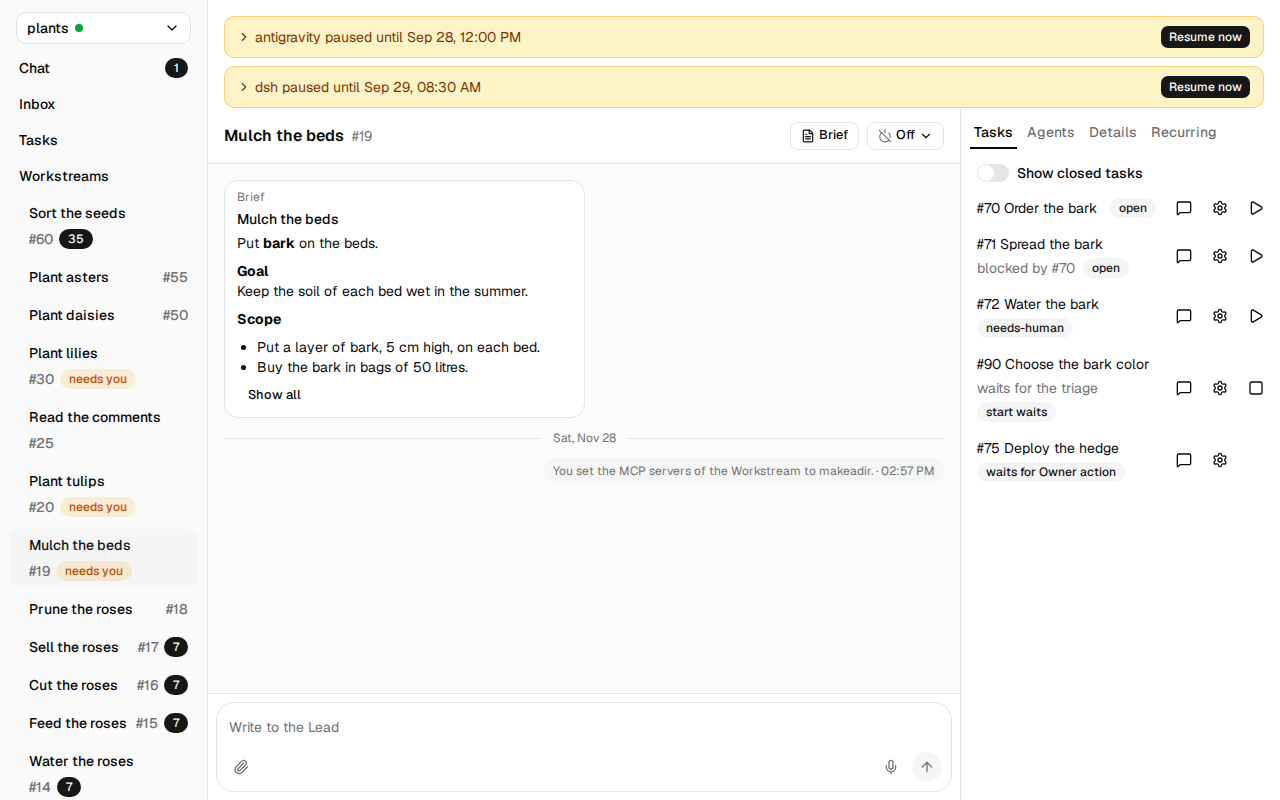 plants
Chat 1
Inbox
Tasks
Workstreams
Sort the seeds
#60 35
Plant asters #55
Plant daisies #50
Plant lilies
#30 needs you
Read the comments
#25
Plant tulips
#20 needs you
Mulch the beds
#19 needs you
Prune the roses #18
Sell the roses #17 7
Cut the roses #16 7
Feed the roses #15 7
Water the roses
#14 7
antigravity paused until Sep 28, 12:00 PM Resume now
dsh paused until Sep 29, 08:30 AM Resume now
Mulch the beds #19 Brief Off
Brief
Mulch the beds
Put bark on the beds.
Goal
Keep the soil of each bed wet in the summer.
Scope
• Put a layer of bark, 5 cm high, on each bed.
• Buy the bark in bags of 50 litres.
Show all
Sat, Nov 28
You set the MCP servers of the Workstream to makeadir. · 02:57 PM
Write to the Lead
Tasks Agents Details Recurring
Show closed tasks
#70 Order the bark open
#71 Spread the bark
blocked by #70 open
#72 Water the bark
needs-human
#90 Choose the bark color
waits for the triage
start waits
#75 Deploy the hedge
waits for Owner action